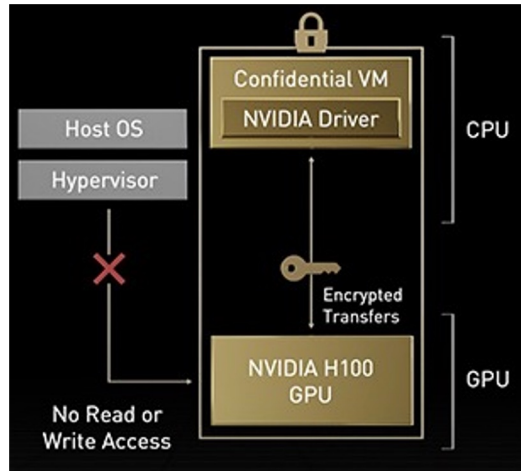 Confidential VM
NVIDIA Driver
Host OS
Hypervisor
CPU
Encrypted
Transfers
NVIDIA H100
GPU
GPU
No Read or
Write Access